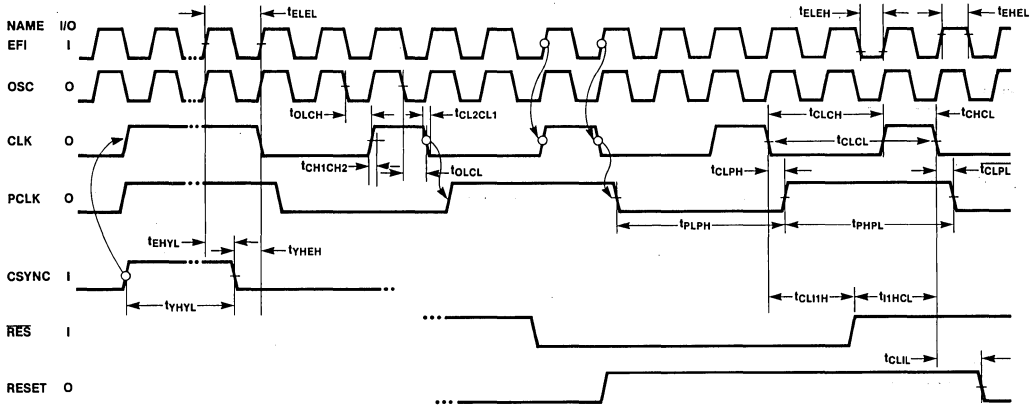 NAME I/O
tELEL
tELEH
tEHEL
EFI I
OSC O
tOLCH
tCL2CL1
tCLCH
tCHCL
CLK O
tCLCL
tCH1CH2
tOLCL
tCLPH
tCLPL
PCLK O
tPLPH
tPHPL
tEHYL
tYHEH
CSYNC I
tYHYL
tCLI1H
tI1HCL
RES I
tCLIL
RESET O